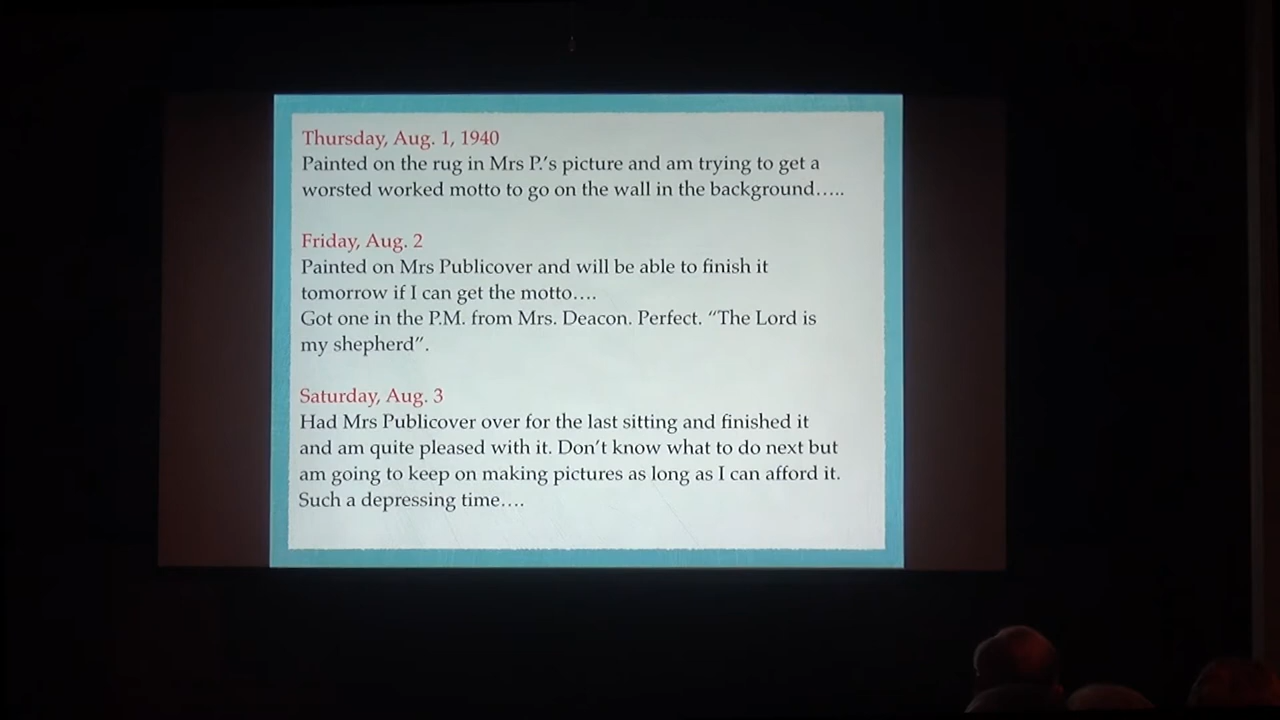 Thursday, Aug. 1, 1940
Painted on the rug in Mrs P.'s picture and am trying to get a
worsted worked motto to go on the wall in the background…..
Friday, Aug. 2
Painted on Mrs Publicover and will be able to finish it
tomorrow if I can get the motto….
Got one in the P.M. from Mrs. Deacon. Perfect. “The Lord is
my shepherd”.
Saturday, Aug. 3
Had Mrs Publicover over for the last sitting and finished it
and am quite pleased with it. Don’t know what to do next but
am going to keep on making pictures as long as I can afford it.
Such a depressing time….